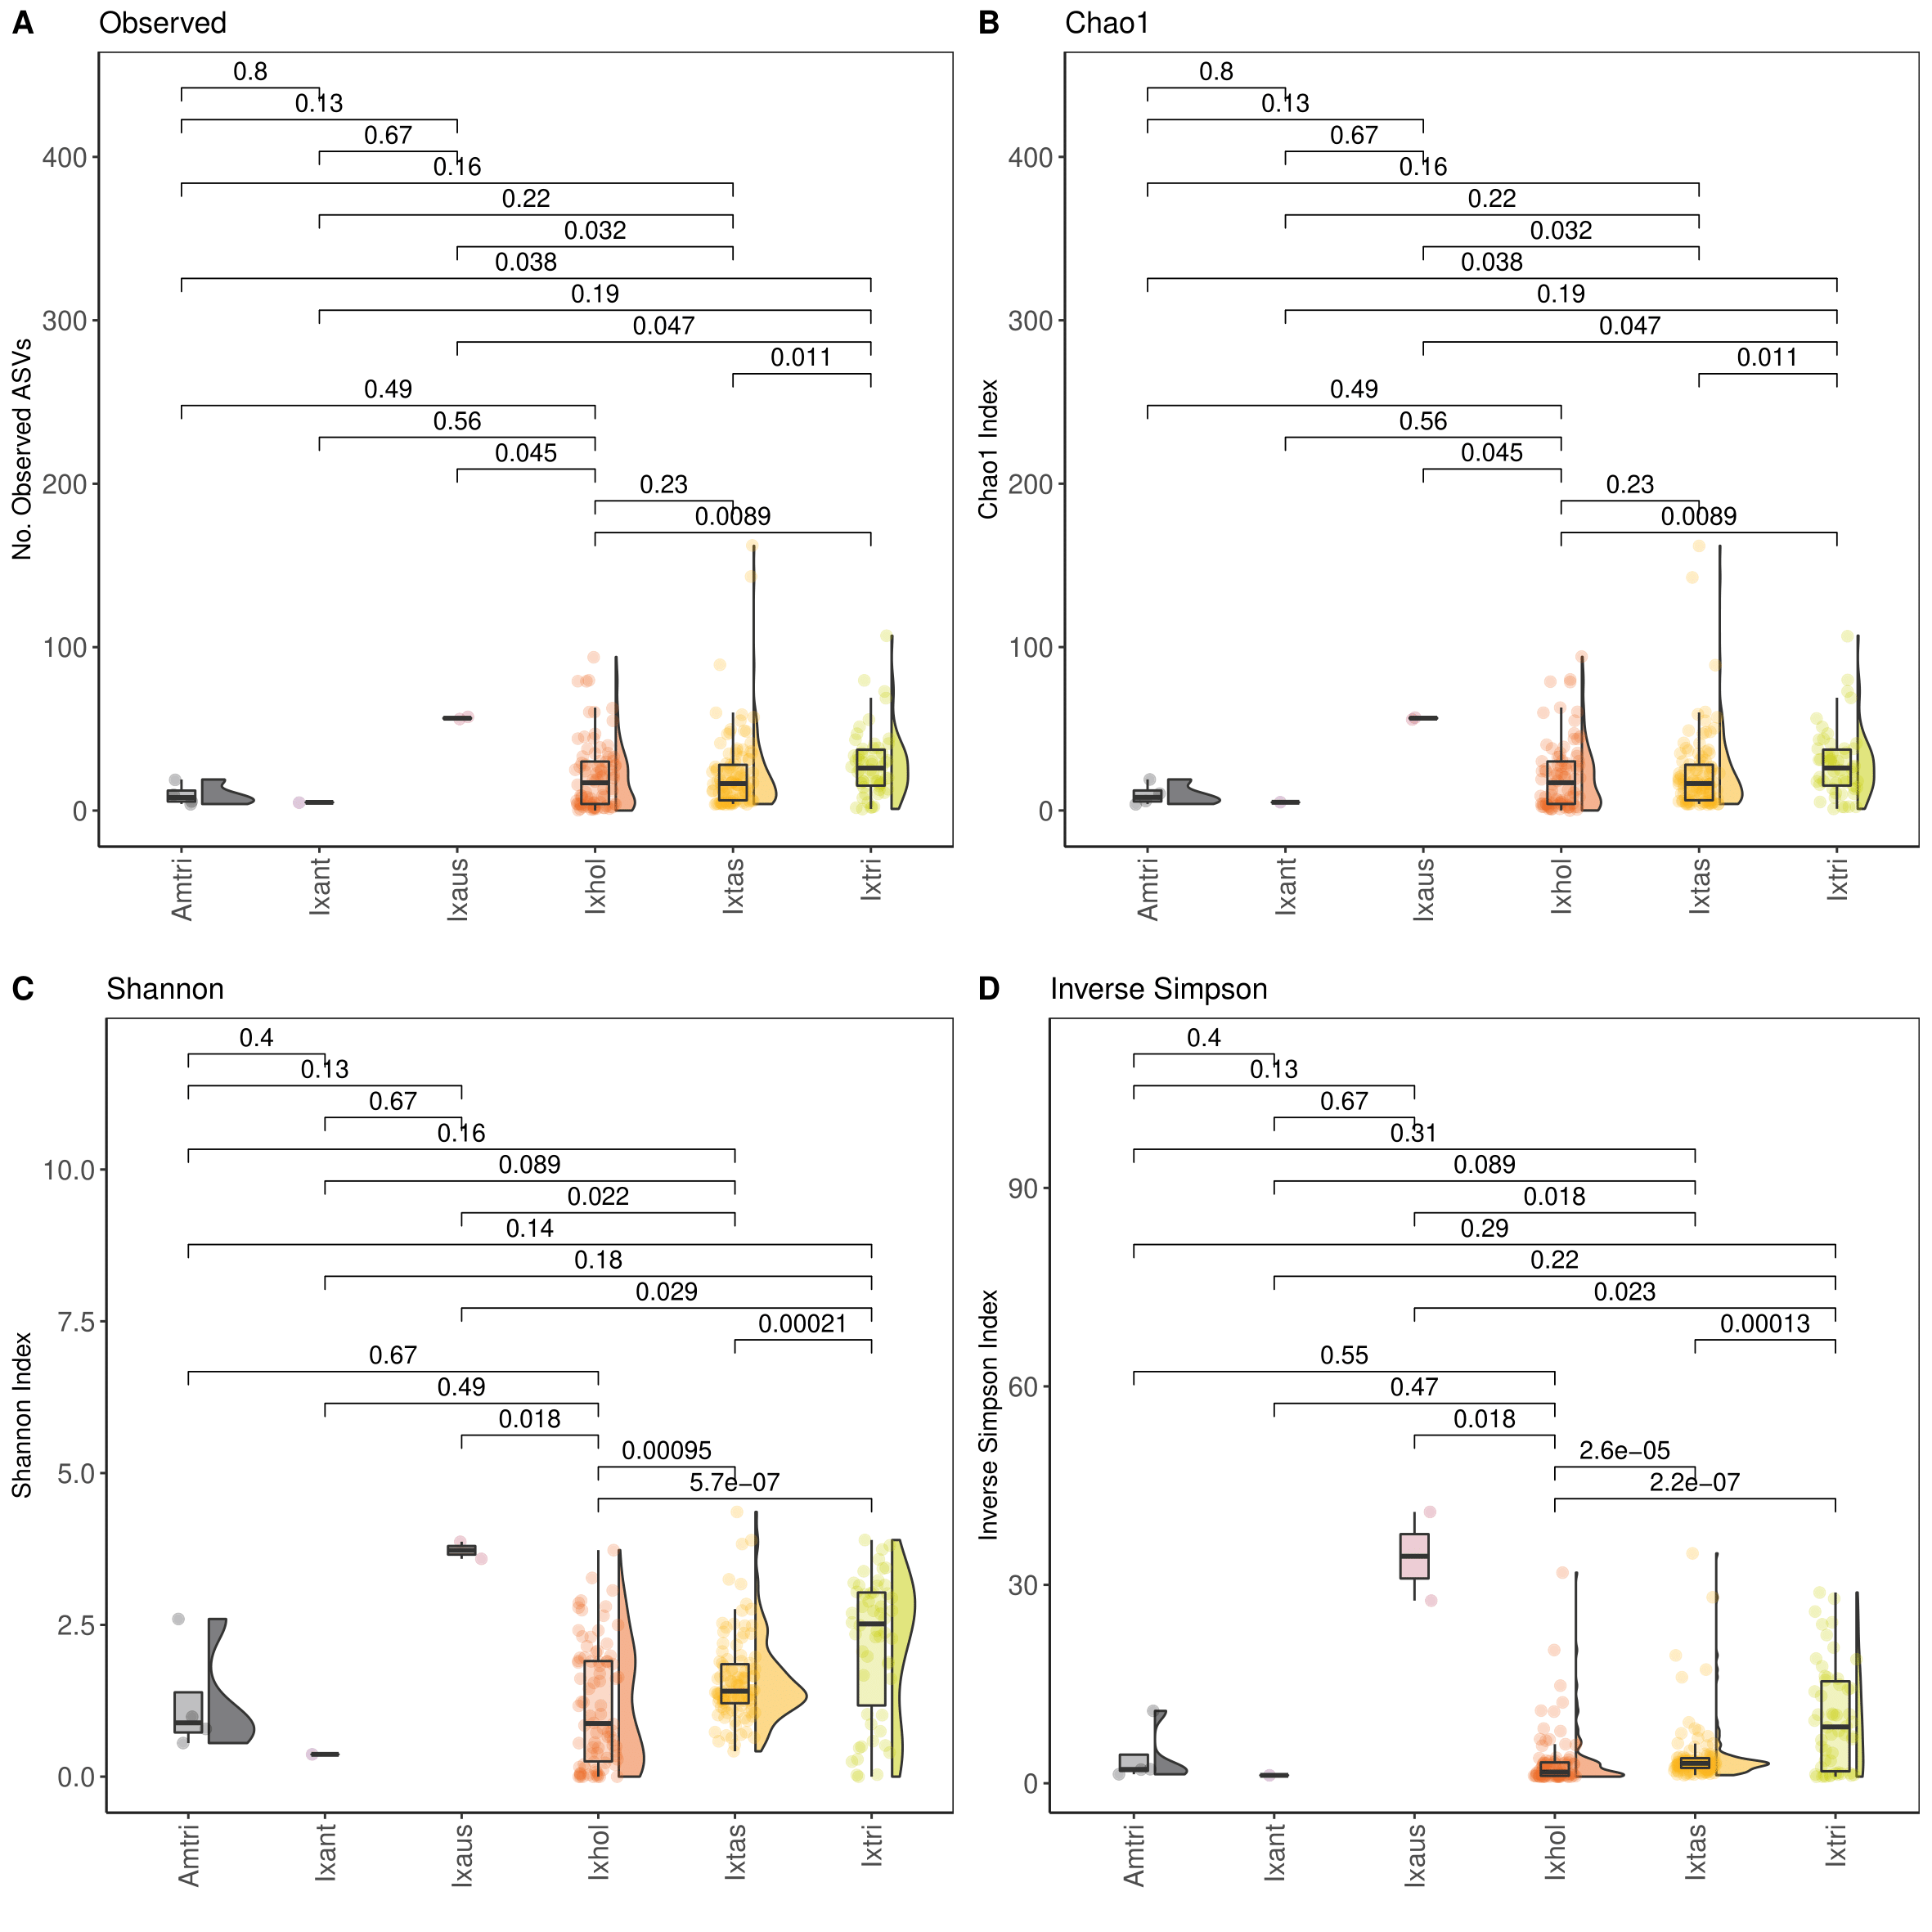 A Observed
0.8
0.13
0.67
0.16
0.22
0.032
0.038
0.19
0.047
0.011
0.49
0.56
0.045
0.23
0.0089
No. Observed ASVs
400
300
200
100
0
Amtri
Ixant
Ixaus
Ixhol
Ixtas
Ixtri
B Chao1
0.8
0.13
0.67
0.16
0.22
0.032
0.038
0.19
0.047
0.011
0.49
0.56
0.045
0.23
0.0089
Chao1 Index
400
300
200
100
0
Amtri
Ixant
Ixaus
Ixhol
Ixtas
Ixtri
C Shannon
0.4
0.13
0.67
0.16
0.089
0.022
0.14
0.18
0.029
0.00021
0.67
0.49
0.018
0.00095
5.7e−07
Shannon Index
10.0
7.5
5.0
2.5
0.0
Amtri
Ixant
Ixaus
Ixhol
Ixtas
Ixtri
D Inverse Simpson
0.4
0.13
0.67
0.31
0.089
0.018
0.29
0.22
0.023
0.00013
0.55
0.47
0.018
2.6e−05
2.2e−07
Inverse Simpson Index
90
60
30
0
Amtri
Ixant
Ixaus
Ixhol
Ixtas
Ixtri